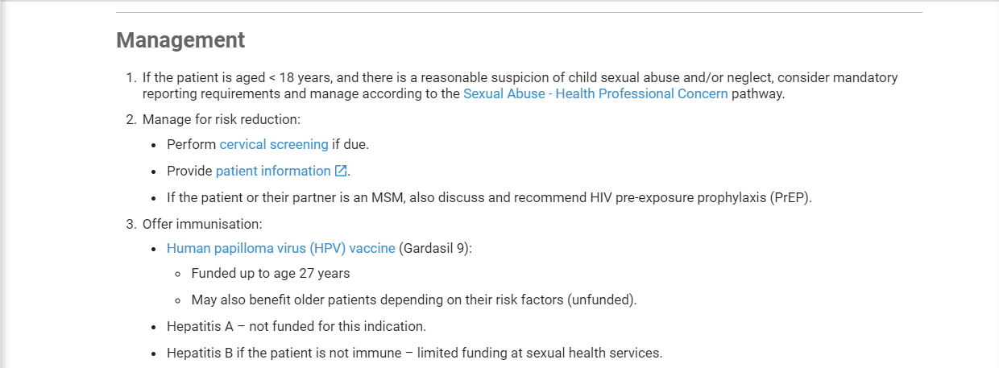 Management
1. If the patient is aged < 18 years, and there is a reasonable suspicion of child sexual abuse and/or neglect, consider mandatory
reporting requirements and manage according to the Sexual Abuse - Health Professional Concern pathway.
2. Manage for risk reduction:
• Perform cervical screening if due.
• Provide patient information.
• If the patient or their partner is an MSM, also discuss and recommend HIV pre-exposure prophylaxis (PrEP).
3. Offer immunisation:
• Human papilloma virus (HPV) vaccine (Gardasil 9):
◦ Funded up to age 27 years
◦ May also benefit older patients depending on their risk factors (unfunded).
• Hepatitis A – not funded for this indication.
• Hepatitis B if the patient is not immune – limited funding at sexual health services.